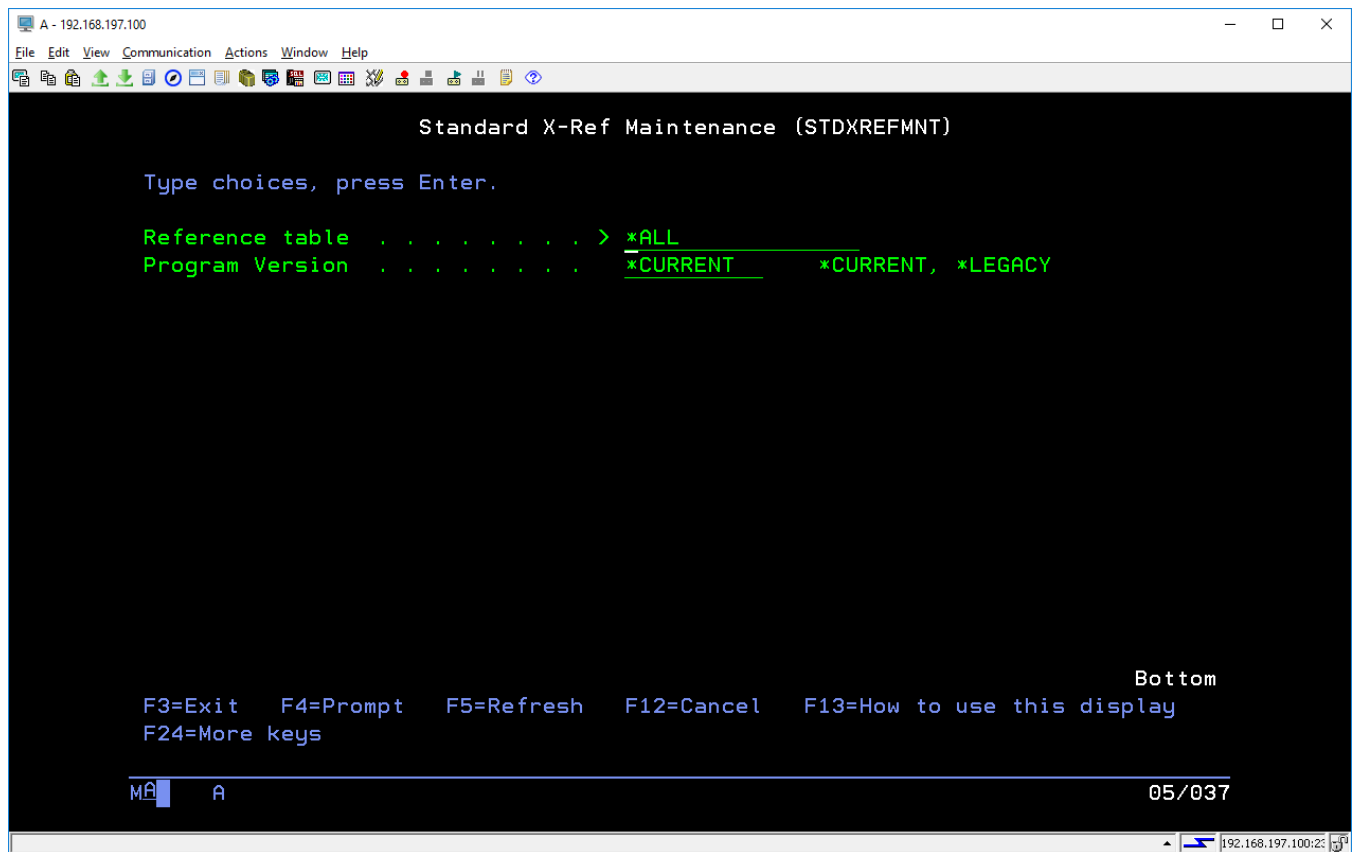 A - 192.168.197.100
File Edit View Communication Actions Window Help
Standard X-Ref Maintenance (STDXREFMNT)
Type choices, press Enter.
Reference table . . . . . . . . > *ALL
Program Version . . . . . . . . *CURRENT *CURRENT, *LEGACY
Bottom
F3=Exit F4=Prompt F5=Refresh F12=Cancel F13=How to use this display
F24=More keys
MA A 05/037
192.168.197.100:23